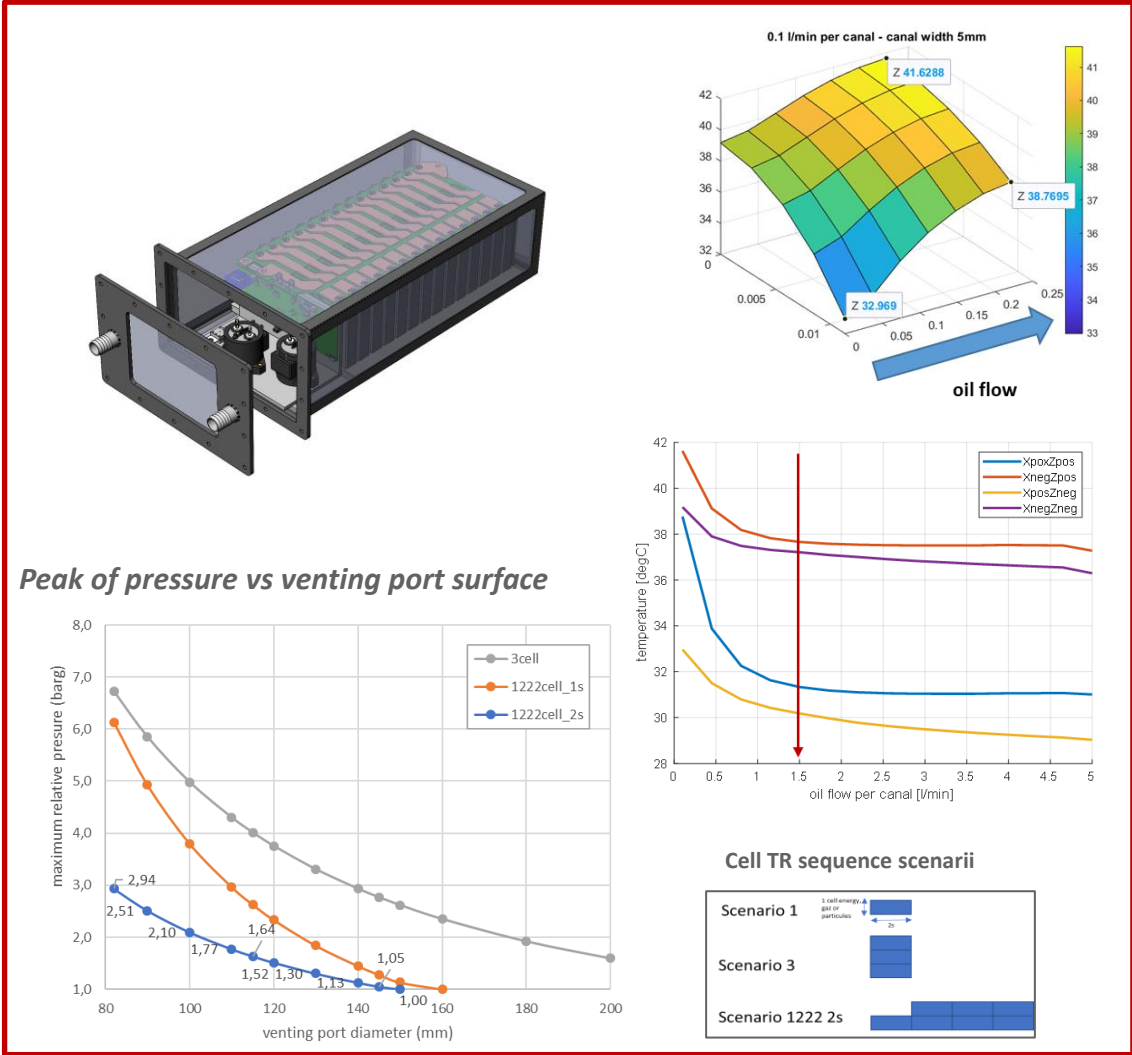 0.1 l/min per canal - canal width 5mm
Z 41.6288
Z 38.7695
Z 32.969
42
40
38
36
34
32
0
0.005
0.01
0
0.05
0.1
0.15
0.2
0.25
41
40
39
38
37
36
35
34
33
oil flow
42
40
38
36
34
32
30
28
temperature [degC]
XpoxZpos
XnegZpos
XposZneg
XnegZneg
0
0.5
1
1.5
2
2.5
3
3.5
4
4.5
5
oil flow per canal [l/min]
Peak of pressure vs venting port surface
8,0
7,0
6,0
5,0
4,0
3,0
2,0
1,0
maximum relative presure (barg)
3cell
1222cell_1s
1222cell_2s
2,94
2,51
2,10
1,77
1,64
1,52
1,30
1,13
1,05
1,00
80
100
120
140
160
180
200
venting port diameter (mm)
Cell TR sequence scenarii
Scenario 1
1 cell energy,
gaz or
particules
2s
Scenario 3
Scenario 1222 2s